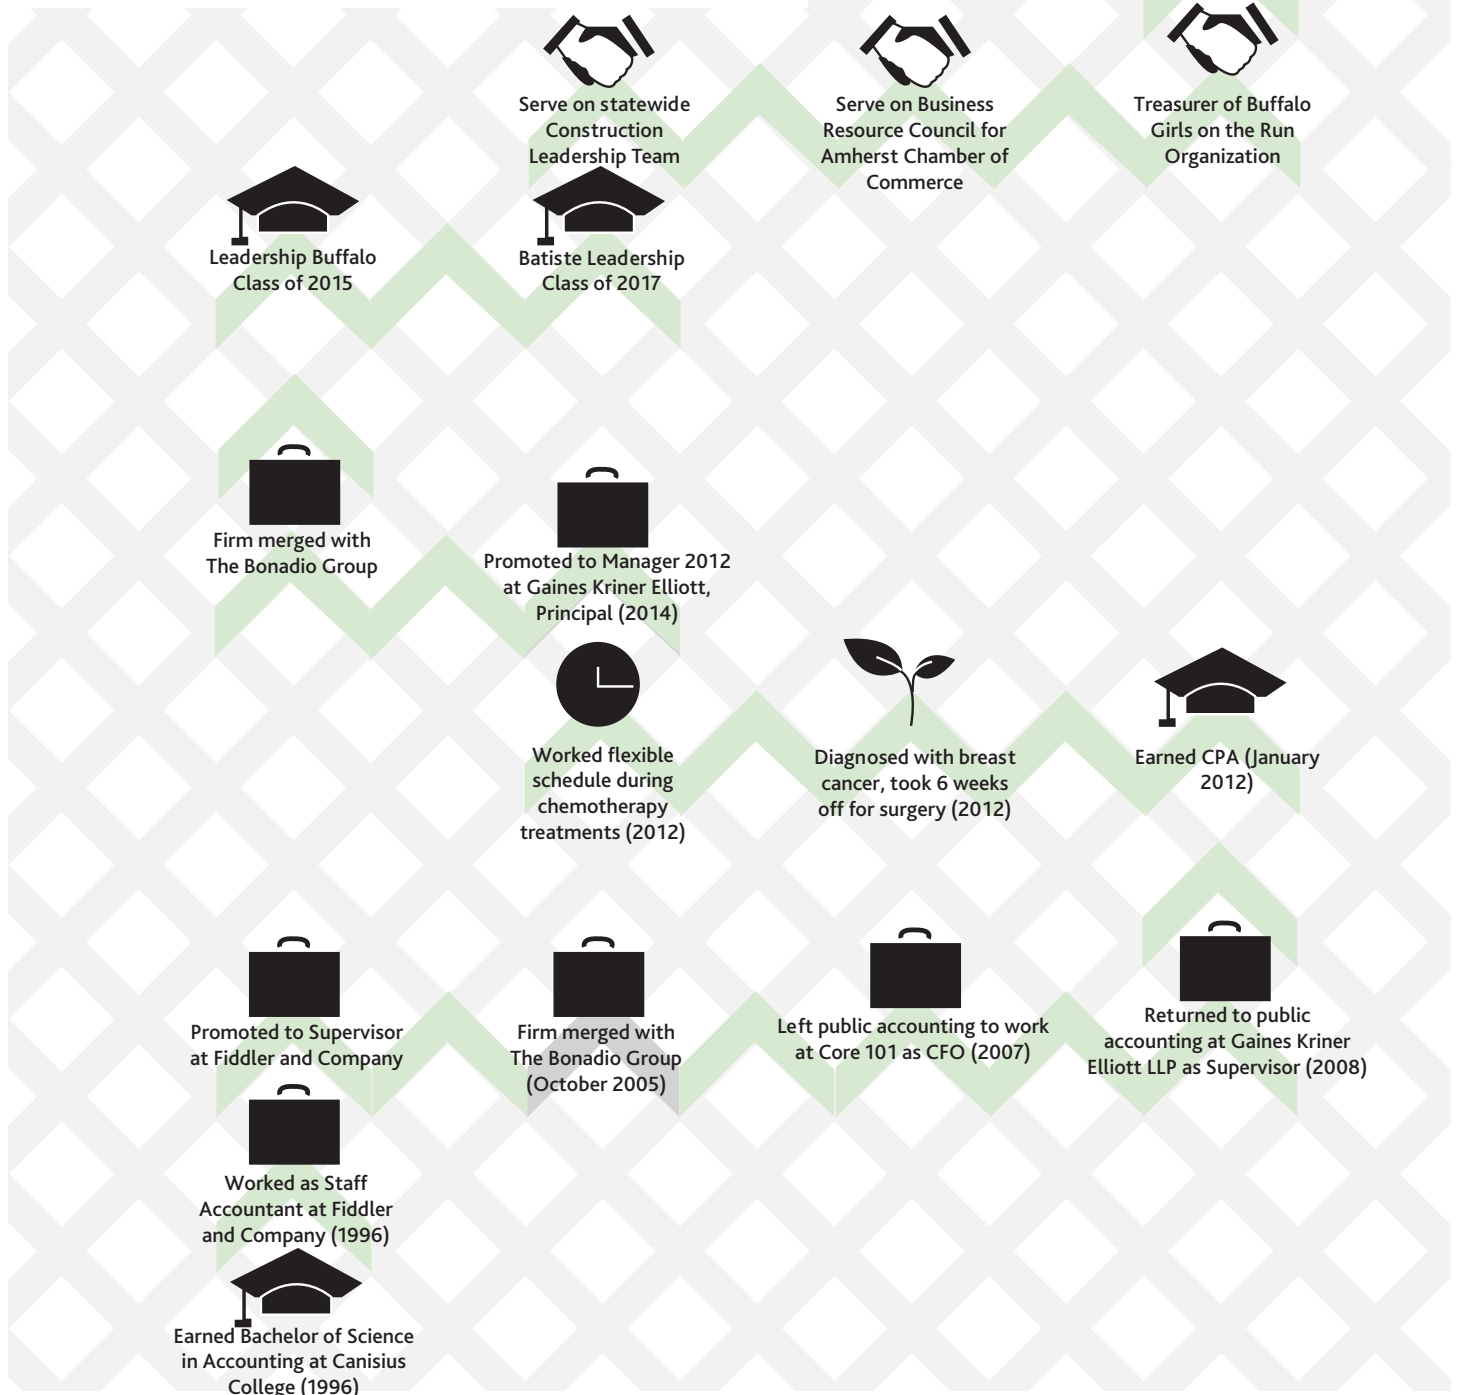 Serve on statewide
Construction
Leadership Team
Serve on Business
Resource Council for
Amherst Chamber of
Commerce
Treasurer of Buffalo
Girls on the Run
Organization
Leadership Buffalo
Class of 2015
Batiste Leadership
Class of 2017
Firm merged with
The Bonadio Group
Promoted to Manager 2012
at Gaines Kriner Elliott,
Principal (2014)
Worked flexible
schedule during
chemotherapy
treatments (2012)
Diagnosed with breast
cancer, took 6 weeks
off for surgery (2012)
Earned CPA (January
2012)
Promoted to Supervisor
at Fiddler and Company
Firm merged with
The Bonadio Group
(October 2005)
Left public accounting to work
at Core 101 as CFO (2007)
Returned to public
accounting at Gaines Kriner
Elliott LLP as Supervisor (2008)
Worked as Staff
Accountant at Fiddler
and Company (1996)
Earned Bachelor of Science
in Accounting at Canisius
College (1996)